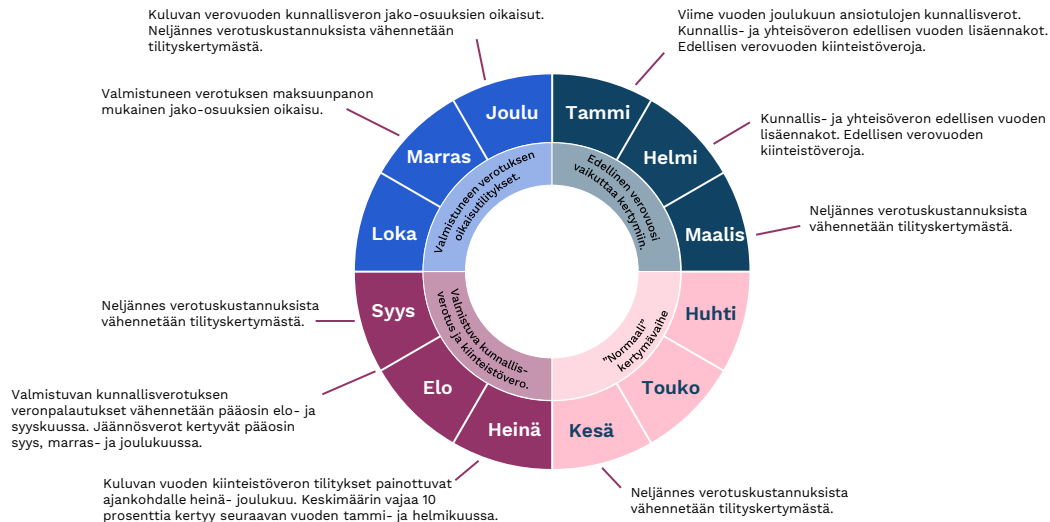 Kuluvan verovuoden kunnallisveron jako-osuuksien oikaisut.
Neljännes verotuskustannuksista vähennetään
tilityskertymästä.
Viime vuoden joulukuun ansiotulojen kunnallisverot.
Kunnallis- ja yhteisöveron edellisen vuoden lisäennakot.
Edellisen verovuoden kiinteistöveroja.
Valmistuneen verotuksen maksuunpanon
mukainen jako-osuuksien oikaisu.
Kunnallis- ja yhteisöveron edellisen vuoden
lisäennakot. Edellisen verovuoden
kiinteistöveroja.
Neljännes verotuskustannuksista
vähennetään tilityskertymästä.
Joulu
Tammi
Marras
Helmi
Loka
Maalis
Valmistuneen verotuksen
oikaisutilitykset.
Edellinen verovuosi
vaikuttaa kertymiin.
Syys
Huhti
Valmistuva kunnallis-
verotus ja kiinteistövero.
"Normaali"
kertymävaihe
Elo
Touko
Heinä
Kesä
Neljännes verotuskustannuksista
vähennetään tilityskertymästä.
Valmistuvan kunnallisverotuksen
veronpalautukset vähennetään pääosin elo- ja
syyskuussa. Jäännösverot kertyvät pääosin
syys, marras- ja joulukuussa.
Kuluvan vuoden kiinteistöveron tilitykset painottuvat
ajankohdalle heinä- joulukuu. Keskimäärin vajaa 10
prosenttia kertyy seuraavan vuoden tammi- ja helmikuussa.
Neljännes verotuskustannuksista
vähennetään tilityskertymästä.